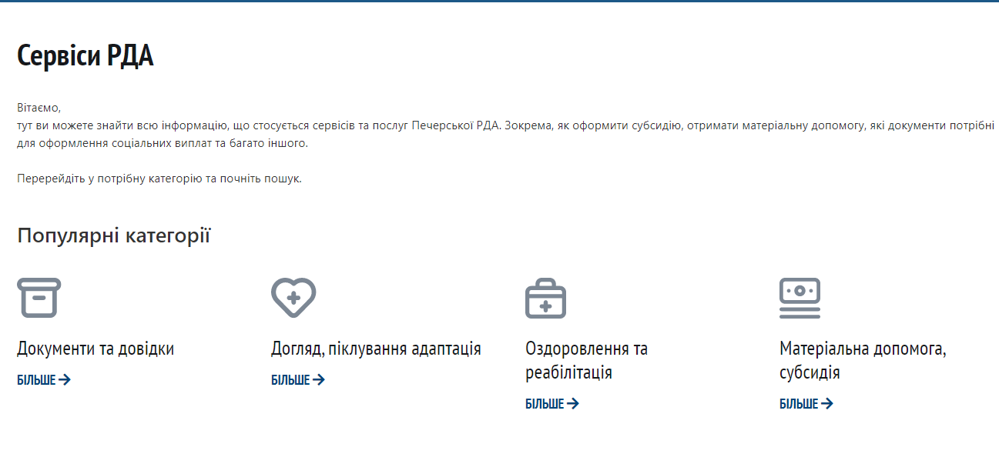 Сервіси РДА
Вітаємо,
тут ви можете знайти всю інформацію, що стосується сервісів та послуг Печерської РДА. Зокрема, як оформити субсидію, отримати матеріальну допомогу, які документи потрібні
для оформлення соціальних виплат та багато іншого.
Перерейдіть у потрібну категорію та почніть пошук.
Популярні категорії
Документи та довідки
БІЛЬШЕ →
Догляд, піклування адаптація
БІЛЬШЕ →
Оздоровлення та
реабілітація
БІЛЬШЕ →
Матеріальна допомога,
субсидія
БІЛЬШЕ →